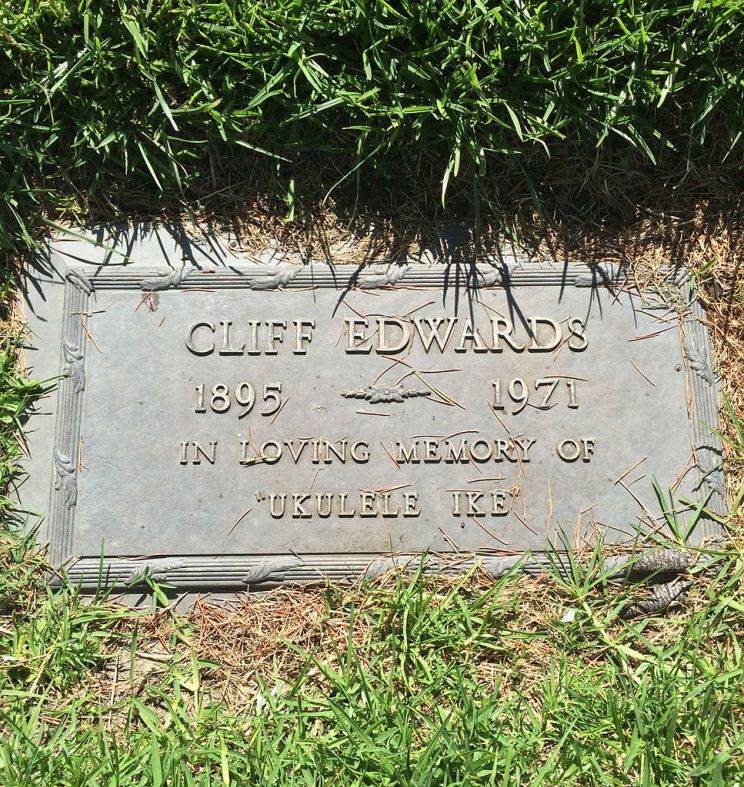 CLIFF EDWARDS
1895 1971
IN LOVING MEMORY OF
"UKULELE IKE"